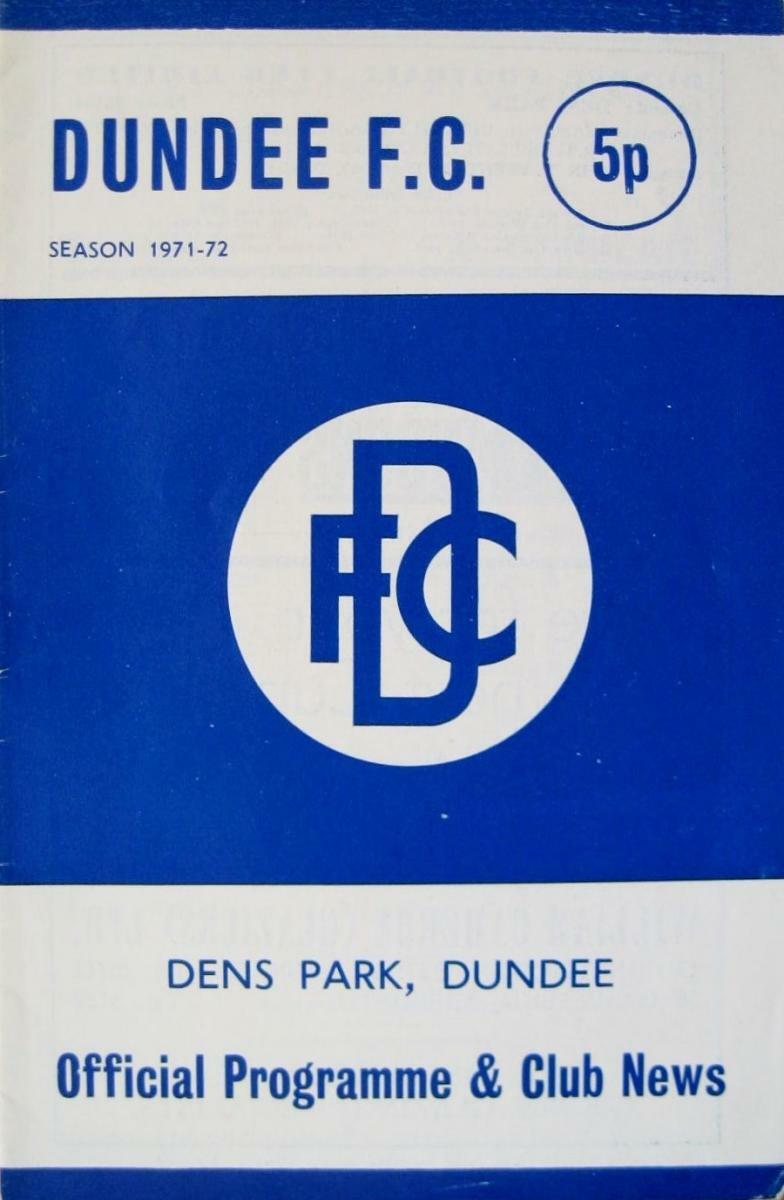 DUNDEE F.C.
5p
SEASON 1971-72
DFC
DENS PARK, DUNDEE
Official Programme & Club News